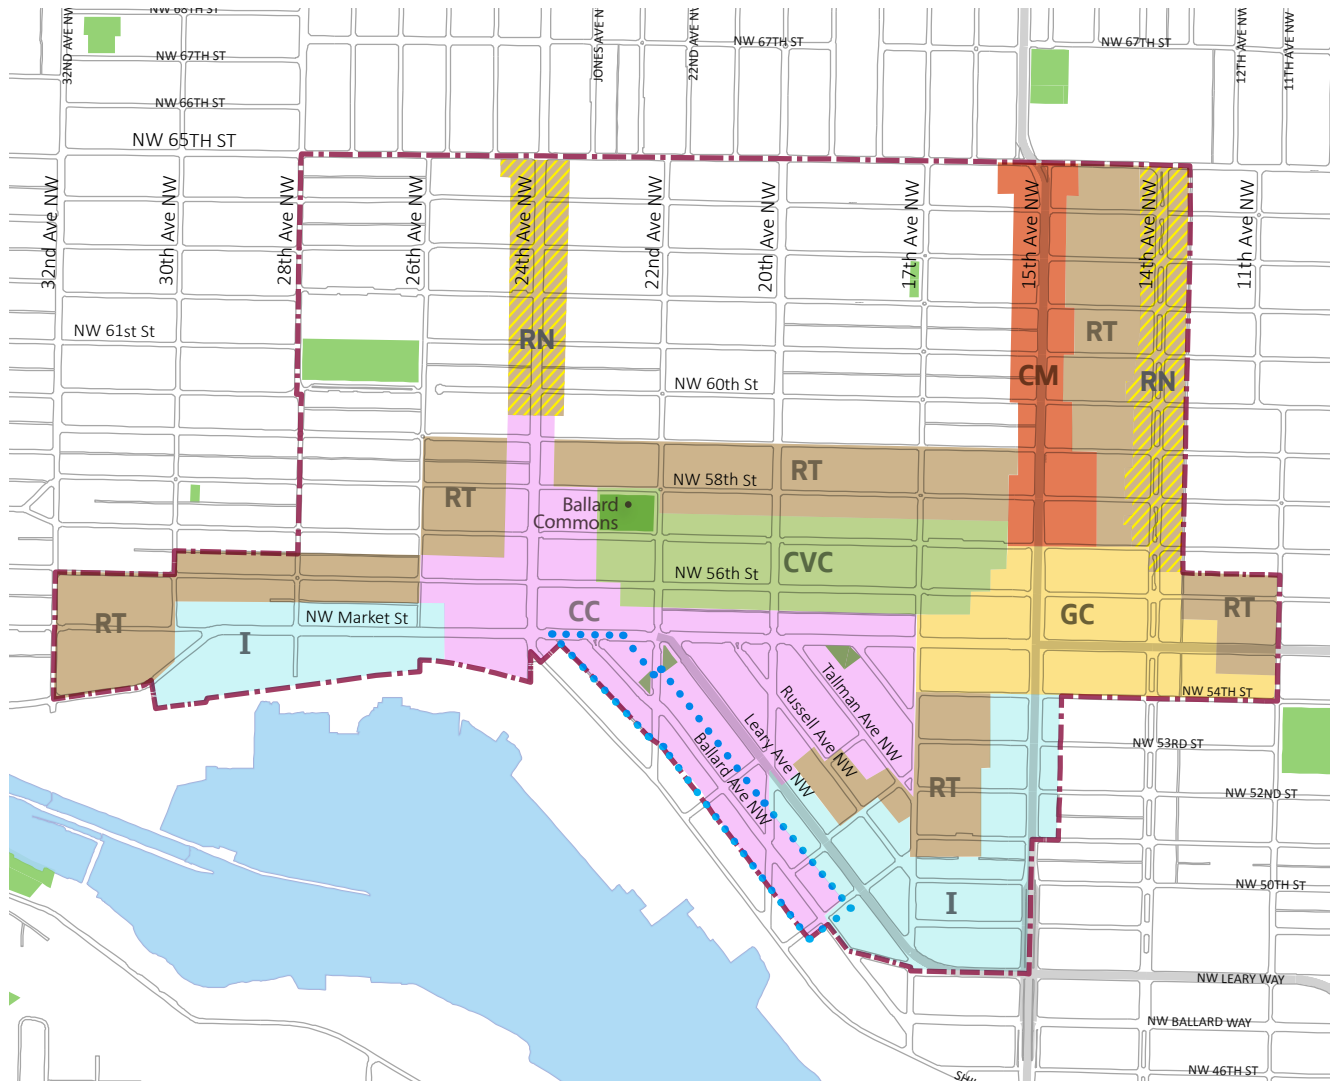 NW 68TH ST
32ND AVE NW
NW 67TH ST
JONES AVE N
22ND AVE N
NW 67TH ST
NW 67TH ST
12TH AVE NW
11TH AVE NW
NW 66TH ST
NW 65TH ST
32nd Ave NW
30th Ave NW
28th Ave NW
26th Ave NW
24th Ave NW
22nd Ave NW
20th Ave NW
17th Ave NW
15th Ave NW
14th Ave NW
11th Ave NW
NW 61st St
RN
RT
CM
RN
NW 60th St
RT
NW 58th St
RT
Ballard
Commons
CVC
NW 56th St
RT
I
NW Market St
CC
GC
RT
Tallman Ave NW
Russell Ave NW
Leary Ave NW
Ballard Ave NW
NW 54TH ST
NW 53RD ST
RT
NW 52ND ST
NW 50TH ST
I
NW LEARY WAY
NW BALLARD WAY
NW 46TH ST